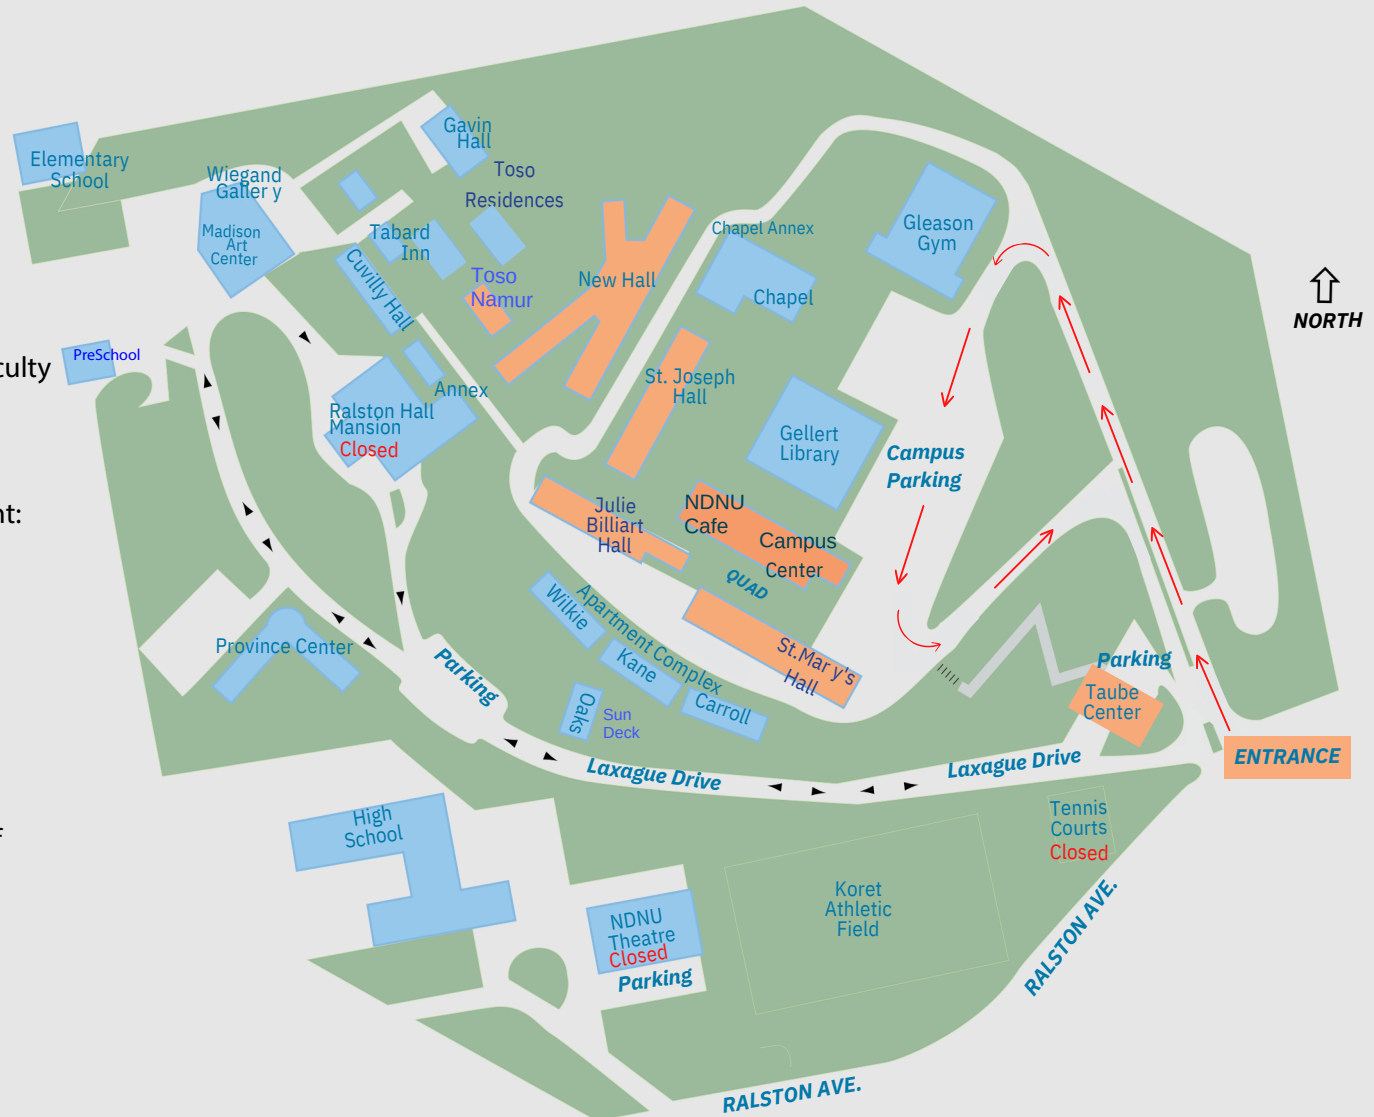 Gavin
Hall
Elementary
School
Toso
Residences
Wiegand
Galler y
Madison
Art
Center
Tabard
Inn
Cuvilly Hall
Toso
Namur
New Hall
Chapel Annex
Chapel
Gleason
Gym
NORTH
PreSchool
culty
Annex
Ralston Hall
Mansion
Closed
St. Joseph
Hall
Gellert
Library
Campus
Parking
nt:
Julie
Billiart
Hall
NDNU
Cafe
Campus
Center
QUAD
Apartment Complex
Wilkie
Kane
Carroll
Oaks
Sun
Deck
St.Mar y's
Hall
Province Center
Parking
Parking
Taube
Center
ENTRANCE
Laxague Drive
Laxague Drive
High
School
Tennis
Courts
Closed
Koret
Athletic
Field
NDNU
Theatre
Closed
Parking
RALSTON AVE.
RALSTON AVE.